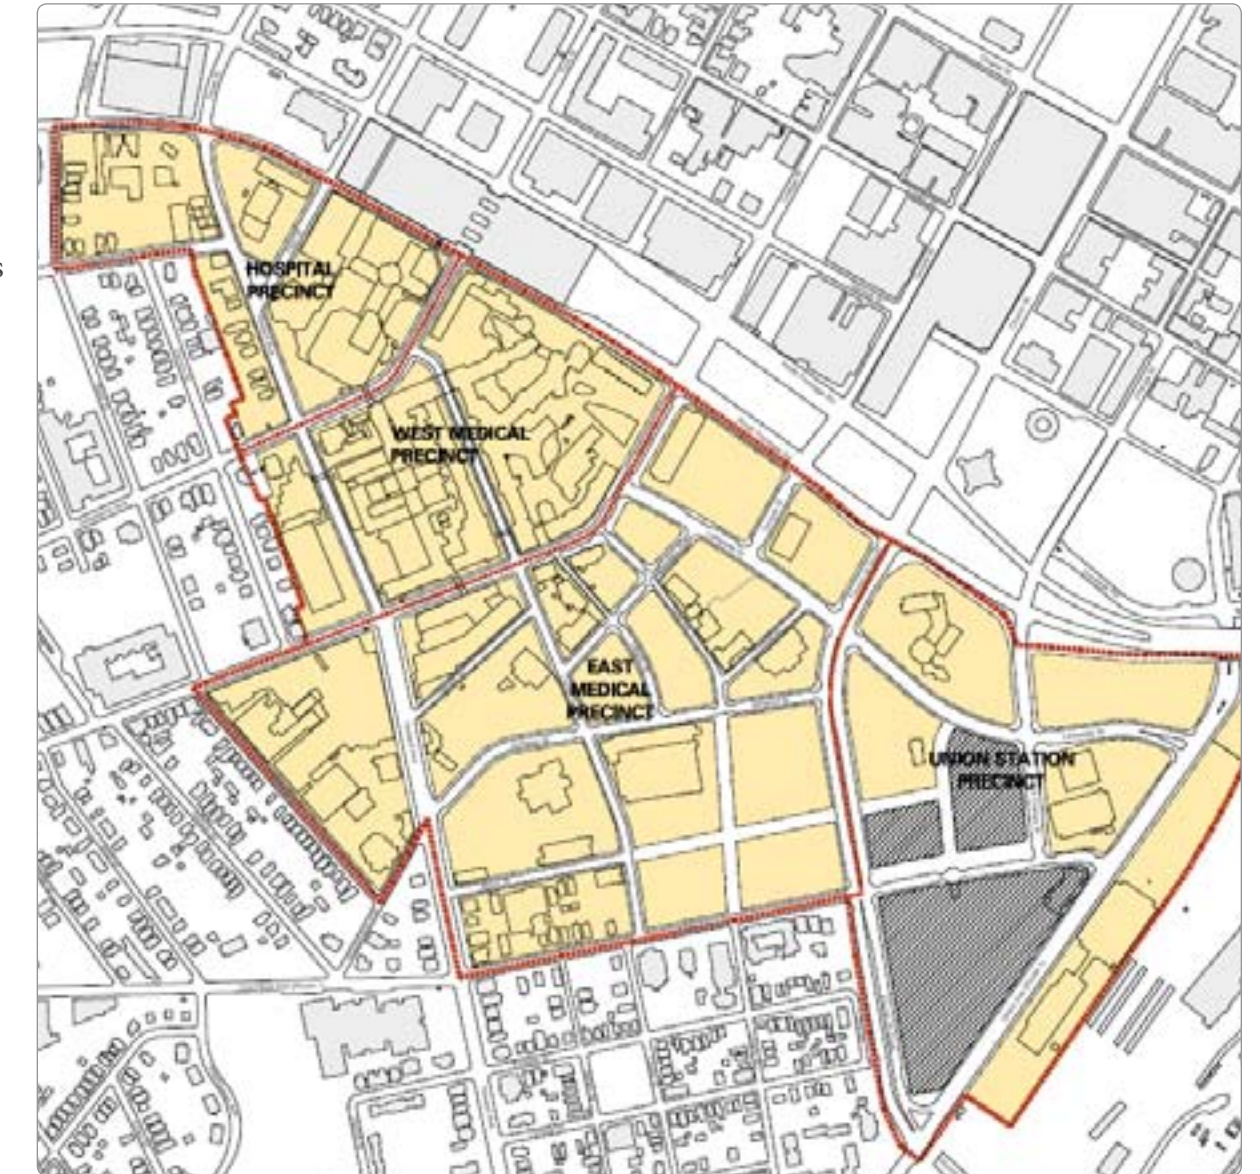 s
HOSPITAL
PRECINCT
WEST MEDICAL
PRECINCT
EAST
MEDICAL
PRECINCT
UNION STATION
PRECINCT